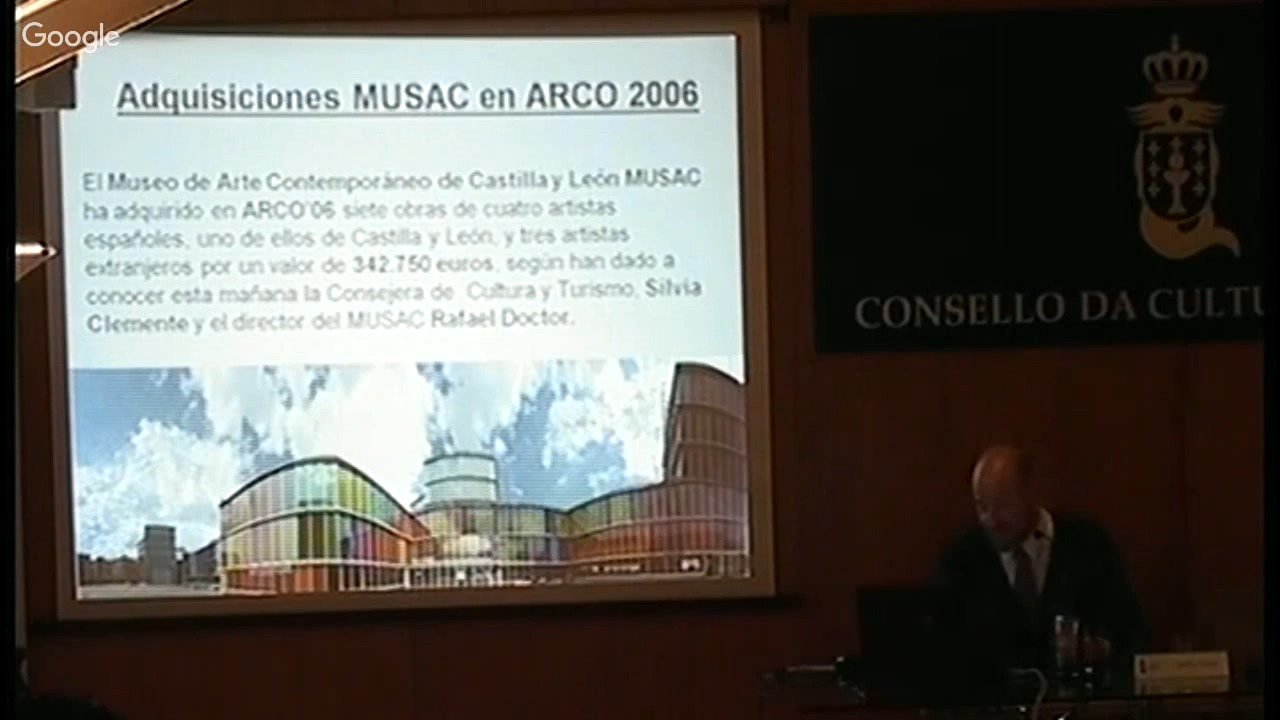 Google
Adquisiciones MUSAC en ARCO 2006
El Museo de Arte Contemporáneo de Castilla y León MUSAC
ha adquirido en ARCO'06 siete obras de cuatro artistas
españoles, uno de ellos de Castilla y León, y tres artistas
extranjeros por un valor de 342.750 euros, según han dado a
conocer esta mañana la Consejera de Cultura y Turismo, Silvia
Clemente y el director del MUSAC Rafael Doctor.
CONSELLO DA CULTU